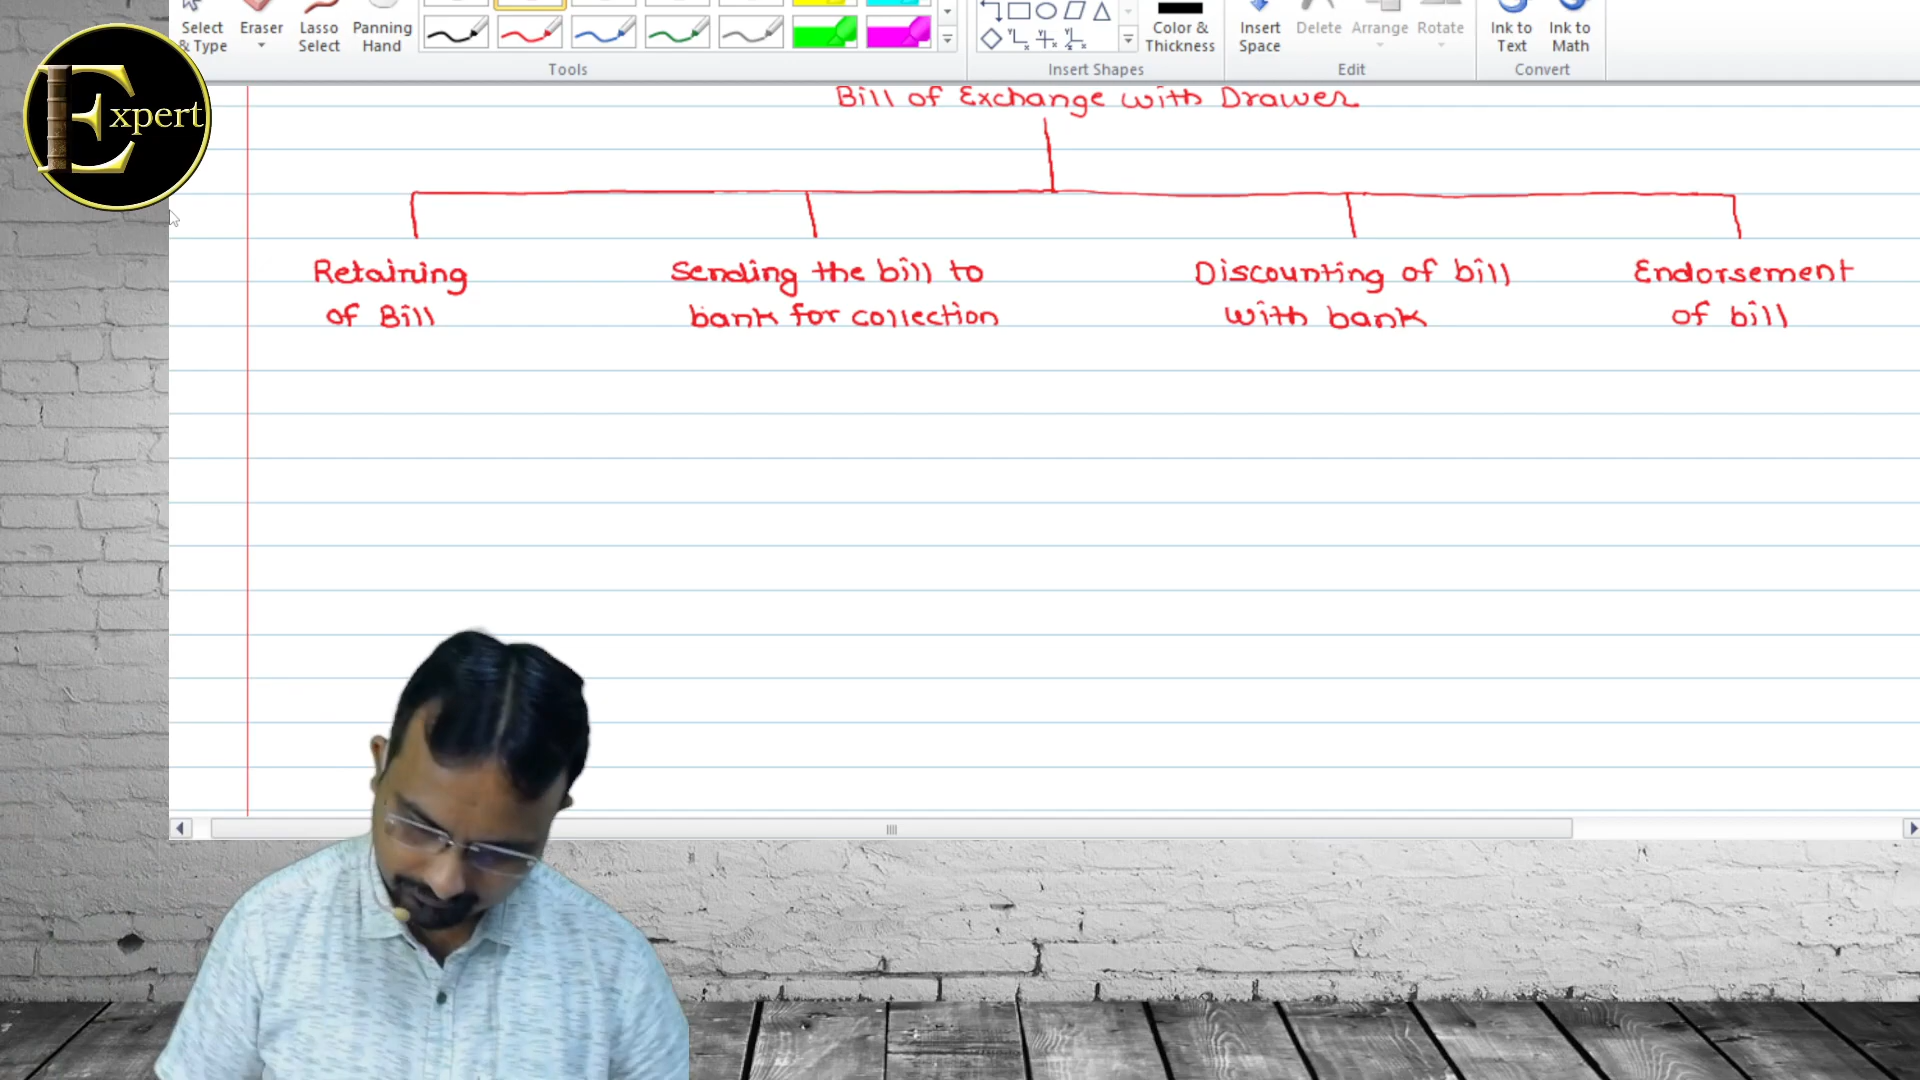 Select
& Type
Eraser
Lasso
Select
Panning
Hand
Color &
Thickness
Insert
Space
Delete
Arrange
Rotate
Ink to
Text
Ink to
Math
Tools
Insert Shapes
Edit
Convert
Expert
Bill of Exchange with Drawer
Retaining
of Bill
Sending the bill to
bank for collection
Discounting of bill
with bank
Endorsement
of bill